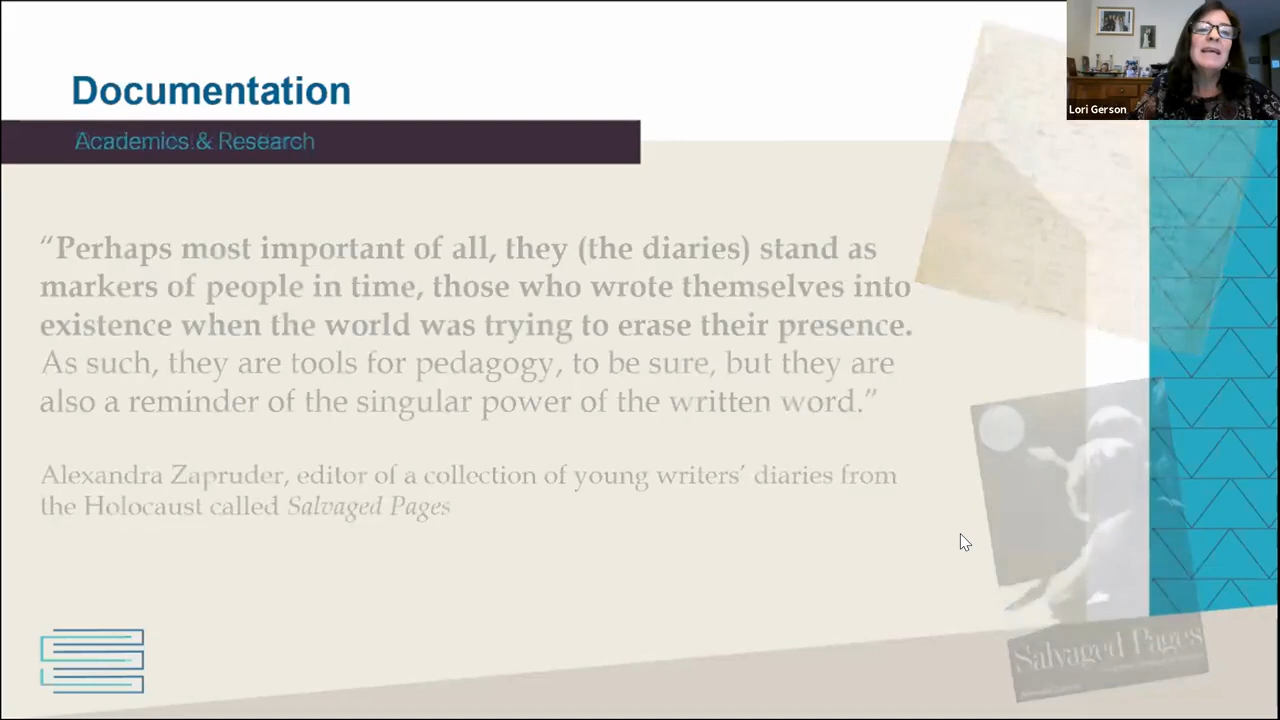 Documentation
Academics & Research
“Perhaps most important of all, they (the diaries) stand as
markers of people in time, those who wrote themselves into
existence when the world was trying to erase their presence.
As such, they are tools for pedagogy, to be sure, but they are
also a reminder of the singular power of the written word.”
Alexandra Zapruder, editor of a collection of young writers’ diaries from
the Holocaust called Salvaged Pages
Lori Gerson
Salvaged Pages